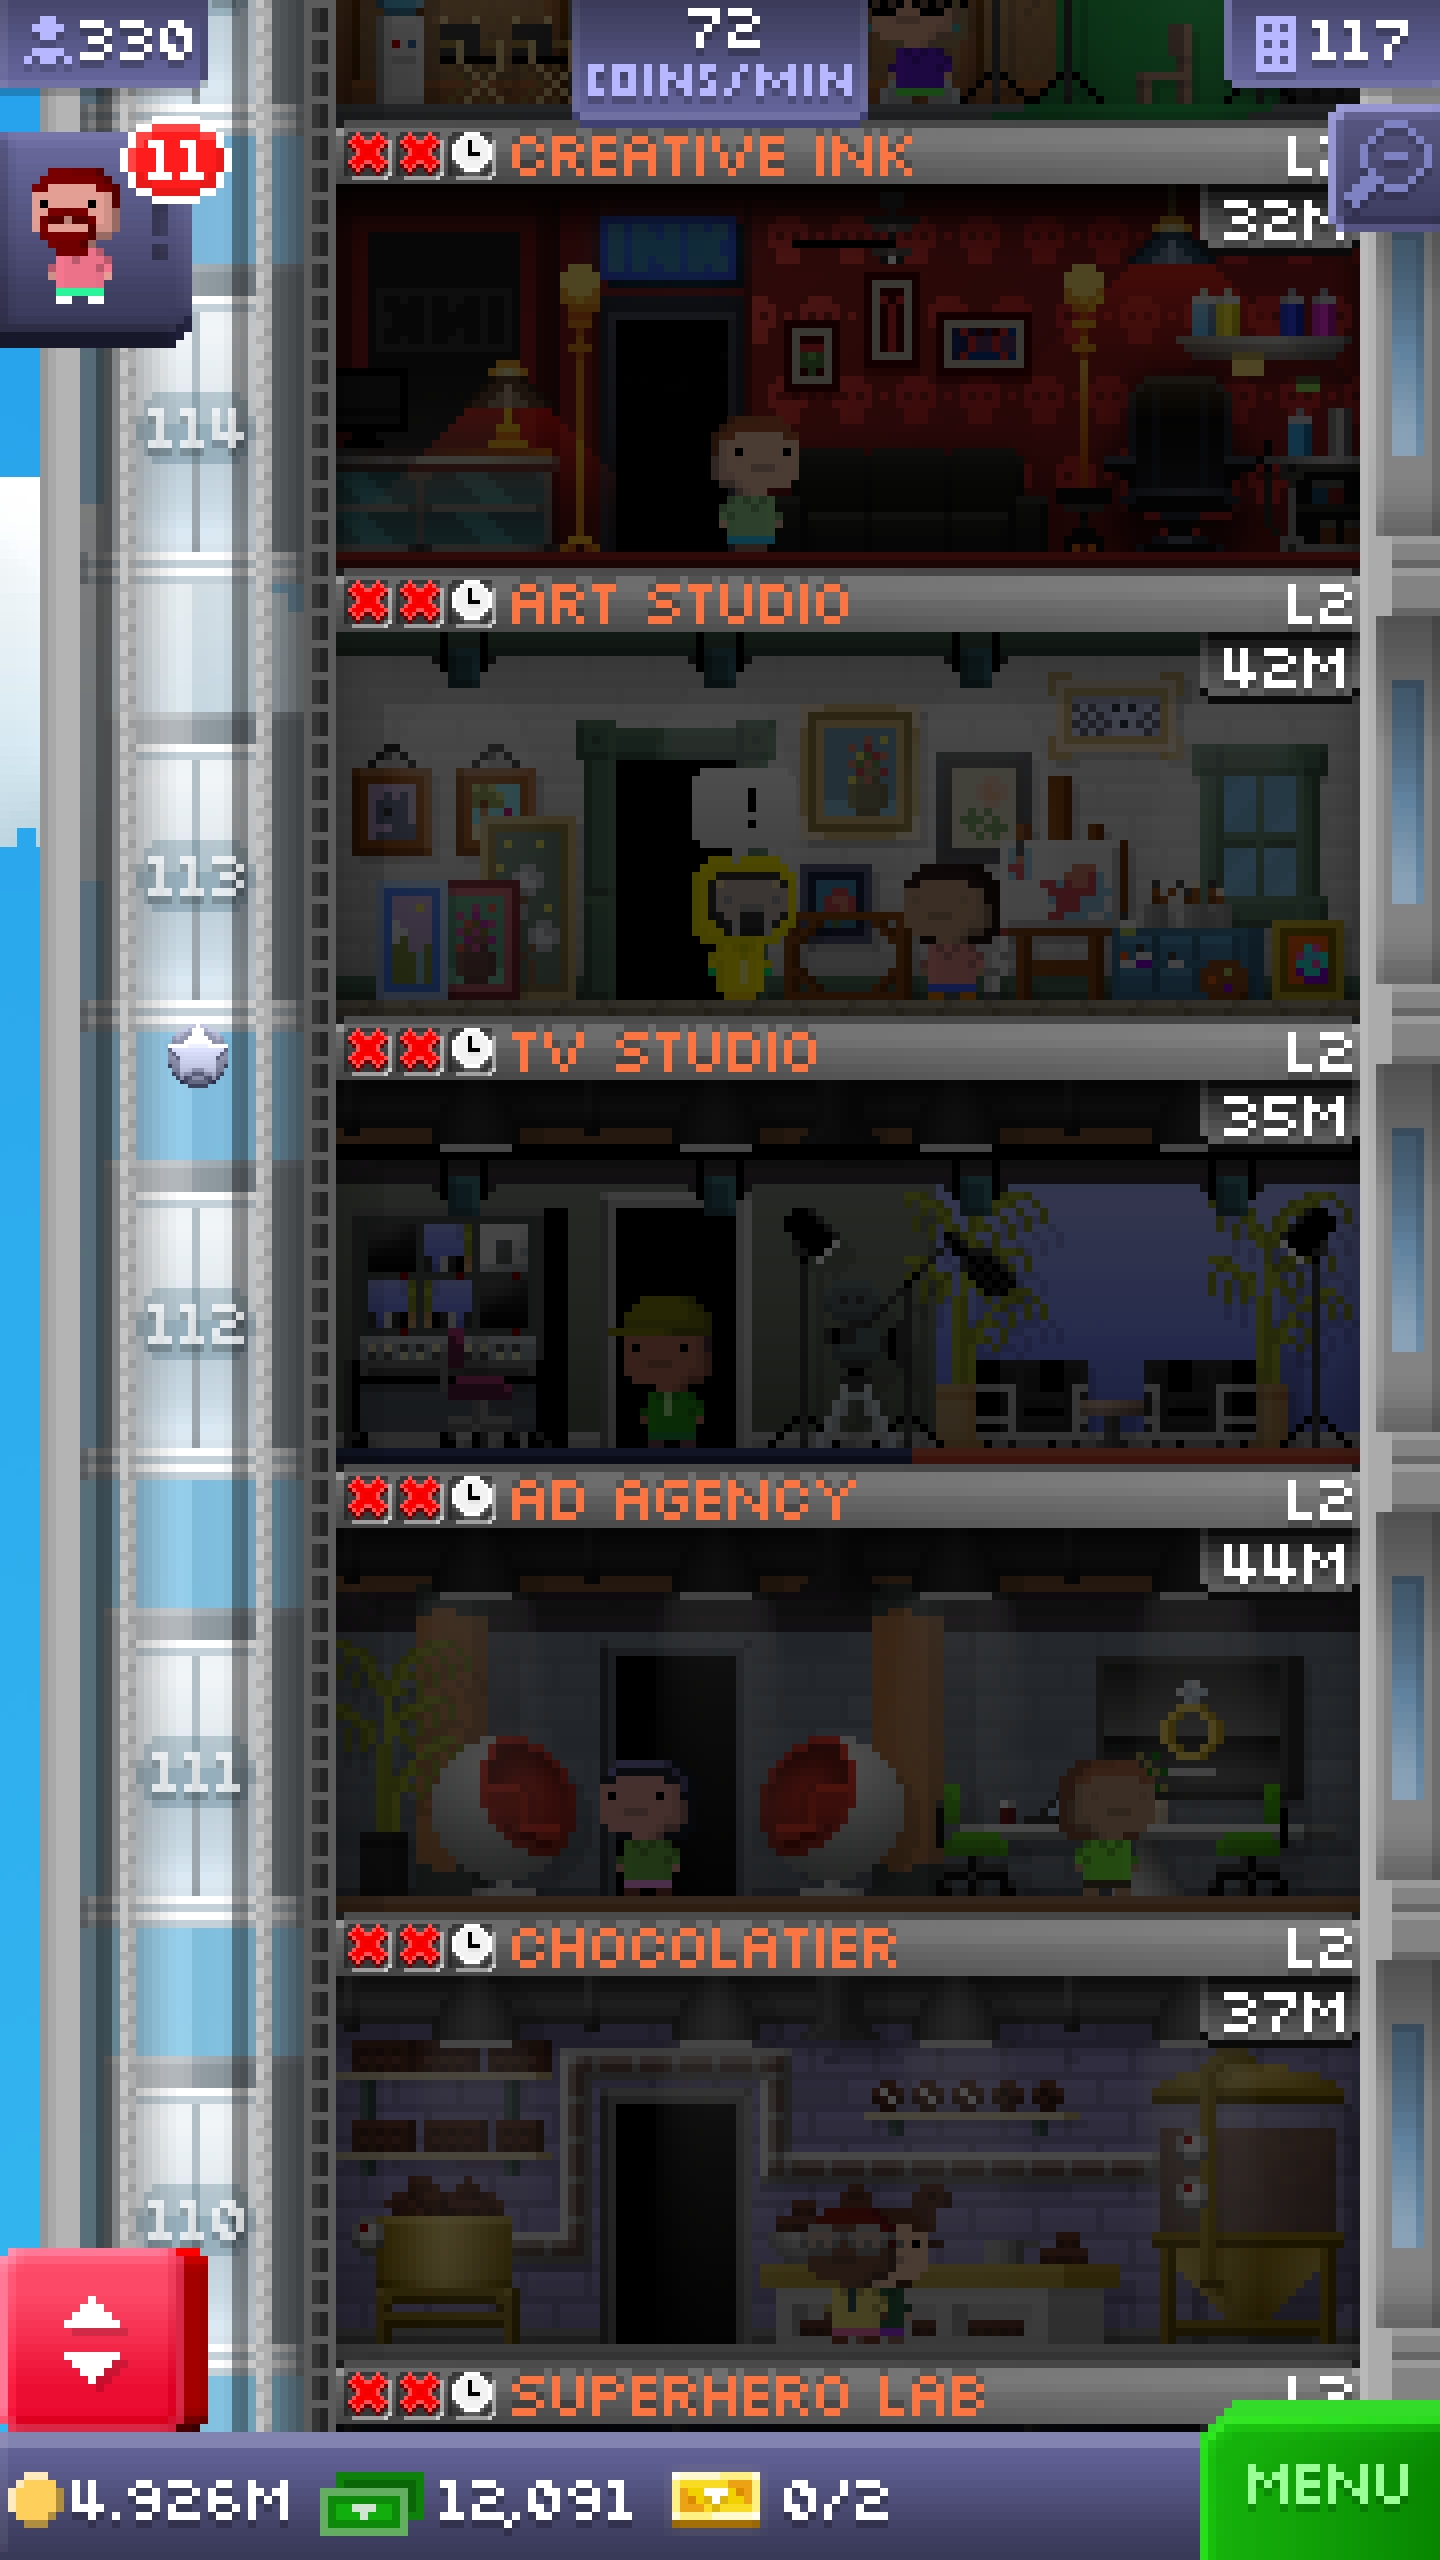 330
72
COINS/MIN
117
11
CREATIVE INK
32M
INK
114
ART STUDIO L2
42M
!
113
TV STUDIO L2
35M
112
AD AGENCY L2
44M
111
CHOCOLATIER L2
37M
110
SUPERHERO LAB
4.926M 12,091 0/2
MENU